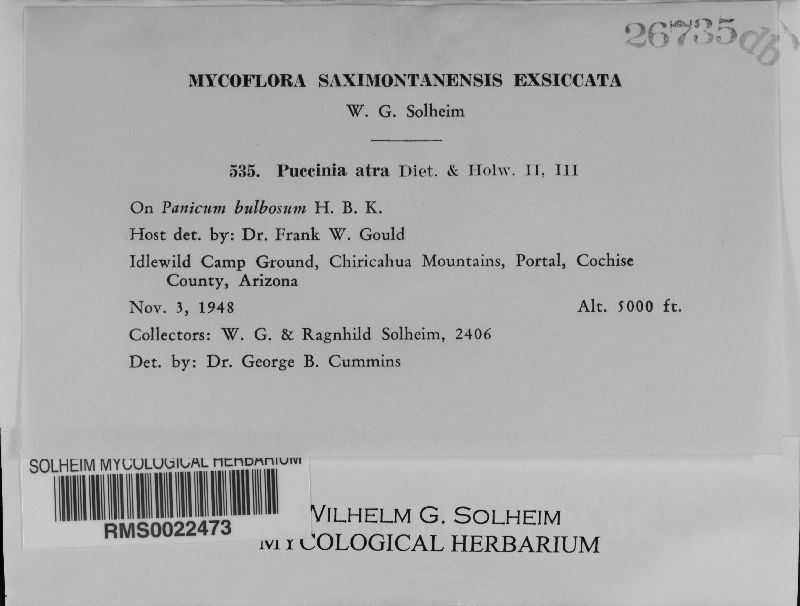 26735db
MYCOFLORA SAXIMONTANENSIS EXSICCATA
W. G. Solheim
535. Puccinia atra Diet. & Holw. II, III
On Panicum bulbosum H. B. K.
Host det. by: Dr. Frank W. Gould
Idlewild Camp Ground, Chiricahua Mountains, Portal, Cochise
County, Arizona
Nov. 3, 1948 Alt. 5000 ft.
Collectors: W. G. & Ragnhild Solheim, 2406
Det. by: Dr. George B. Cummins
SOLHEIM MYCOLOGICAL HERBARIUM
RMS0022473
WILHELM G. SOLHEIM
MYCOLOGICAL HERBARIUM